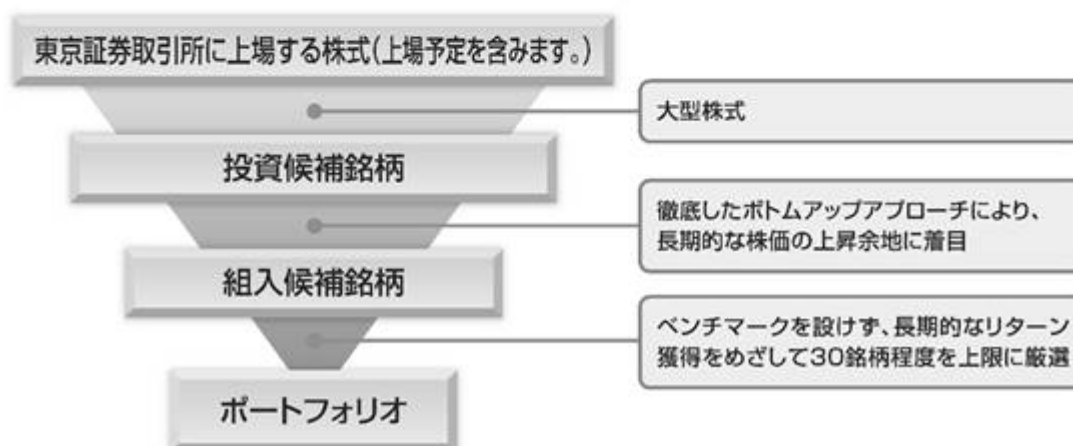 東京証券取引所に上場する株式(上場予定を含みます。)
大型株式
投資候補銘柄
徹底したボトムアップアプローチにより、
長期的な株価の上昇余地に着目
組入候補銘柄
ベンチマークを設けず、長期的なリターン
獲得をめざして30銘柄程度を上限に厳選
ポートフォリオ